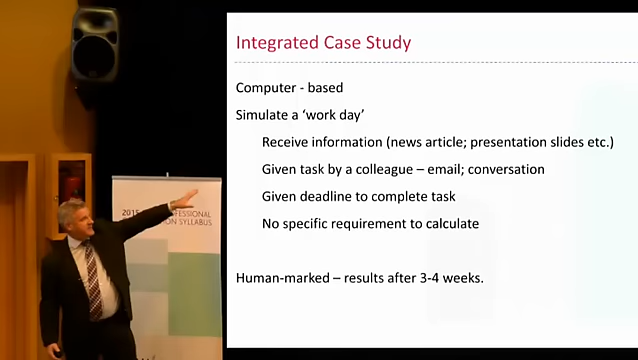 Integrated Case Study
Computer - based
Simulate a ‘work day’
Receive information (news article; presentation slides etc.)
Given task by a colleague – email; conversation
Given deadline to complete task
No specific requirement to calculate
Human-marked – results after 3-4 weeks.
2015
SYLLABUS